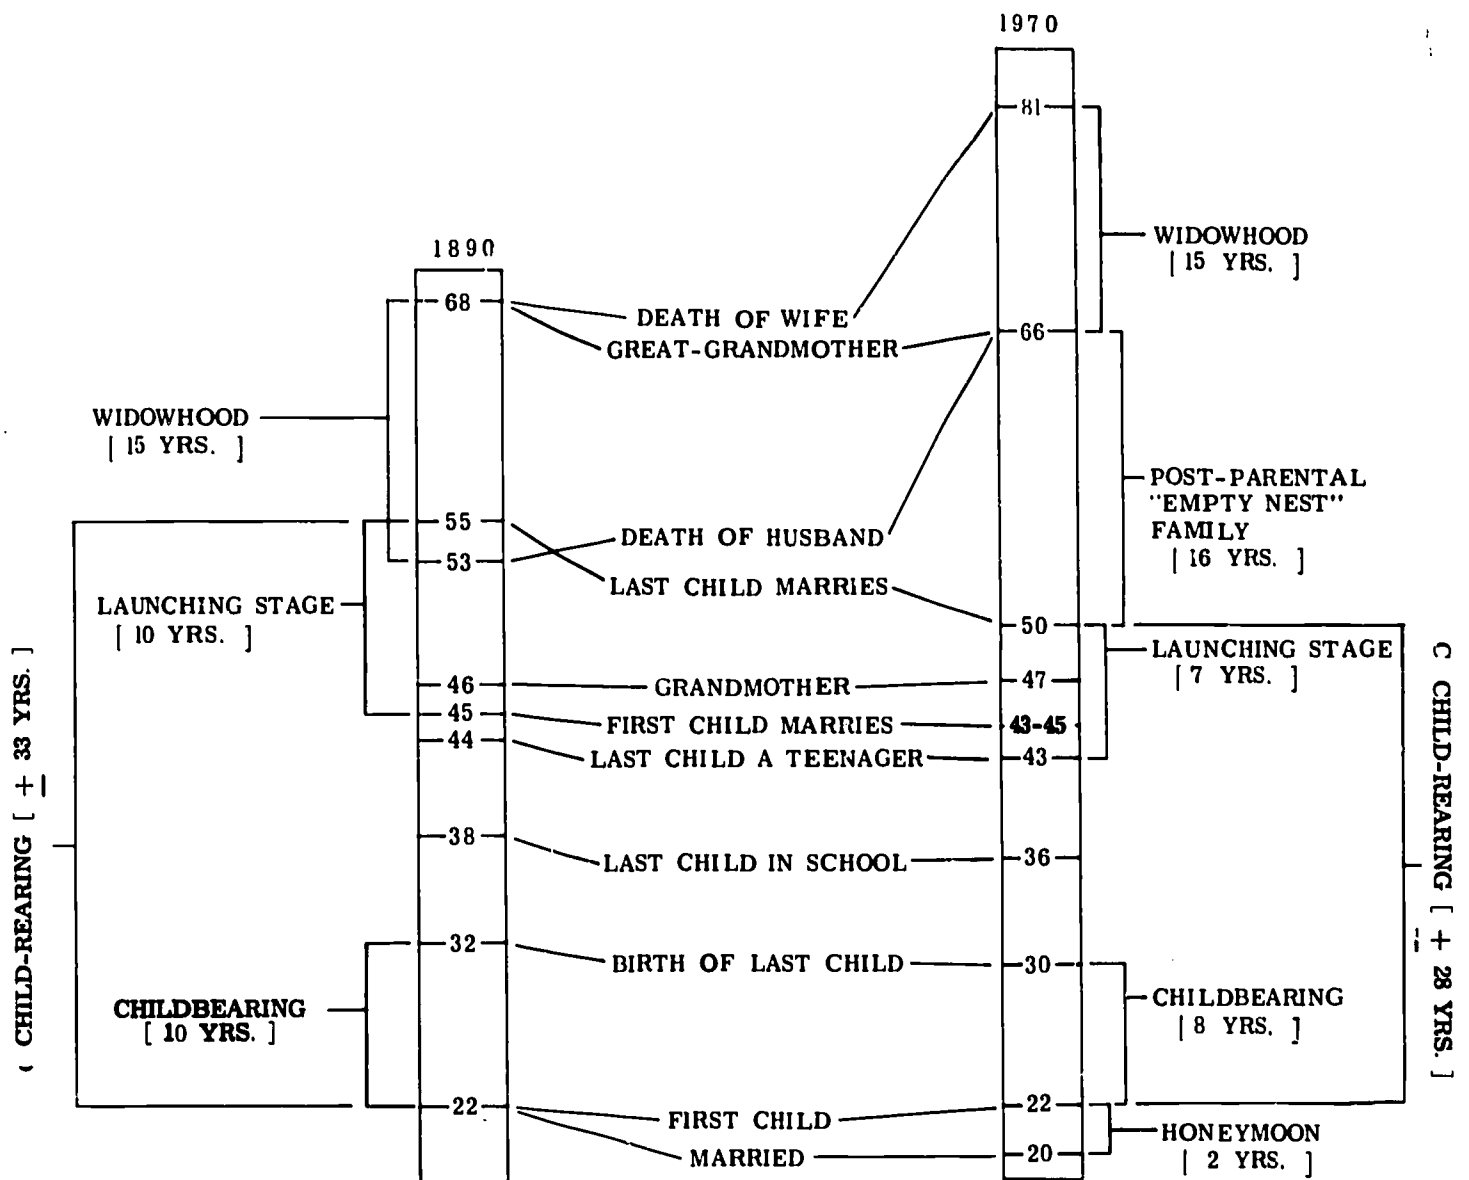 1970
81
WIDOWHOOD
[ 15 YRS. ]
1890
68
DEATH OF WIFE
66
GREAT-GRANDMOTHER
WIDOWHOOD
[ 15 YRS. ]
POST-PARENTAL
"EMPTY NEST"
FAMILY
[ 16 YRS. ]
55
DEATH OF HUSBAND
53
LAST CHILD MARRIES
LAUNCHING STAGE
[ 10 YRS. ]
50
LAUNCHING STAGE
[ 7 YRS. ]
46
GRANDMOTHER
47
45
FIRST CHILD MARRIES
43-45
44
LAST CHILD A TEENAGER
43
( CHILD-REARING [ ± 33 YRS. ]
C CHILD-REARING [ ± 28 YRS. ]
38
LAST CHILD IN SCHOOL
36
32
BIRTH OF LAST CHILD
30
CHILDBEARING
[ 10 YRS. ]
CHILDBEARING
[ 8 YRS. ]
22
FIRST CHILD
22
MARRIED
20
HONEYMOON
[ 2 YRS. ]